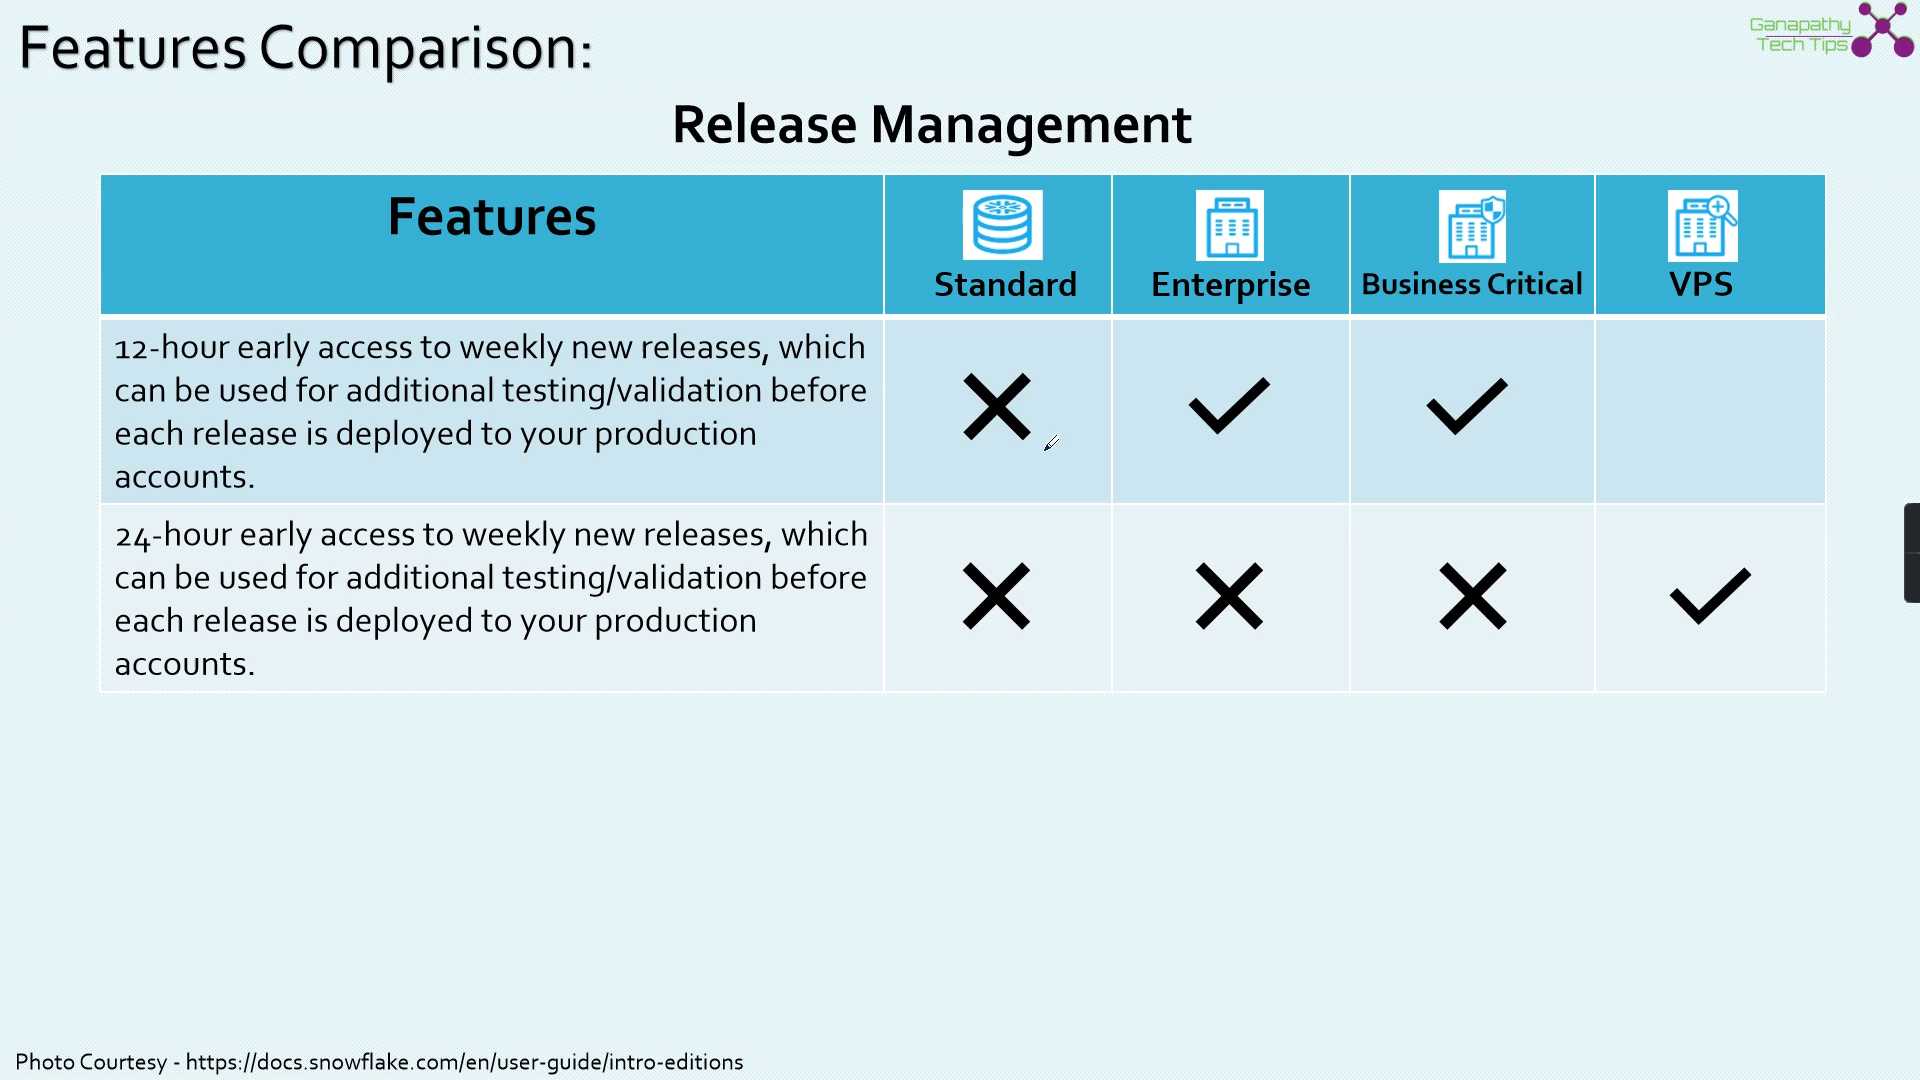 Features Comparison:
Ganapathy
Tech Tips
Release Management
Features
Standard
Enterprise
Business Critical
VPS
12-hour early access to weekly new releases, which
can be used for additional testing/validation before
each release is deployed to your production
accounts.
24-hour early access to weekly new releases, which
can be used for additional testing/validation before
each release is deployed to your production
accounts.
Photo Courtesy - https://docs.snowflake.com/en/user-guide/intro-editions